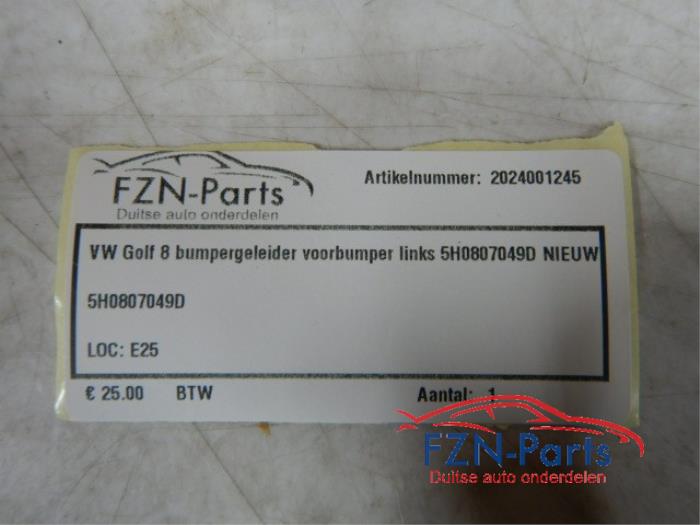 FZN-Parts
Duitse auto onderdelen
Artikelnummer: 2024001245
VW Golf 8 bumpergeleider voorbumper links 5H0807049D NIEUW
5H0807049D
LOC: E25
€ 25.00 BTW Aantal: 1
FZN-Parts
Duitse auto onderdelen